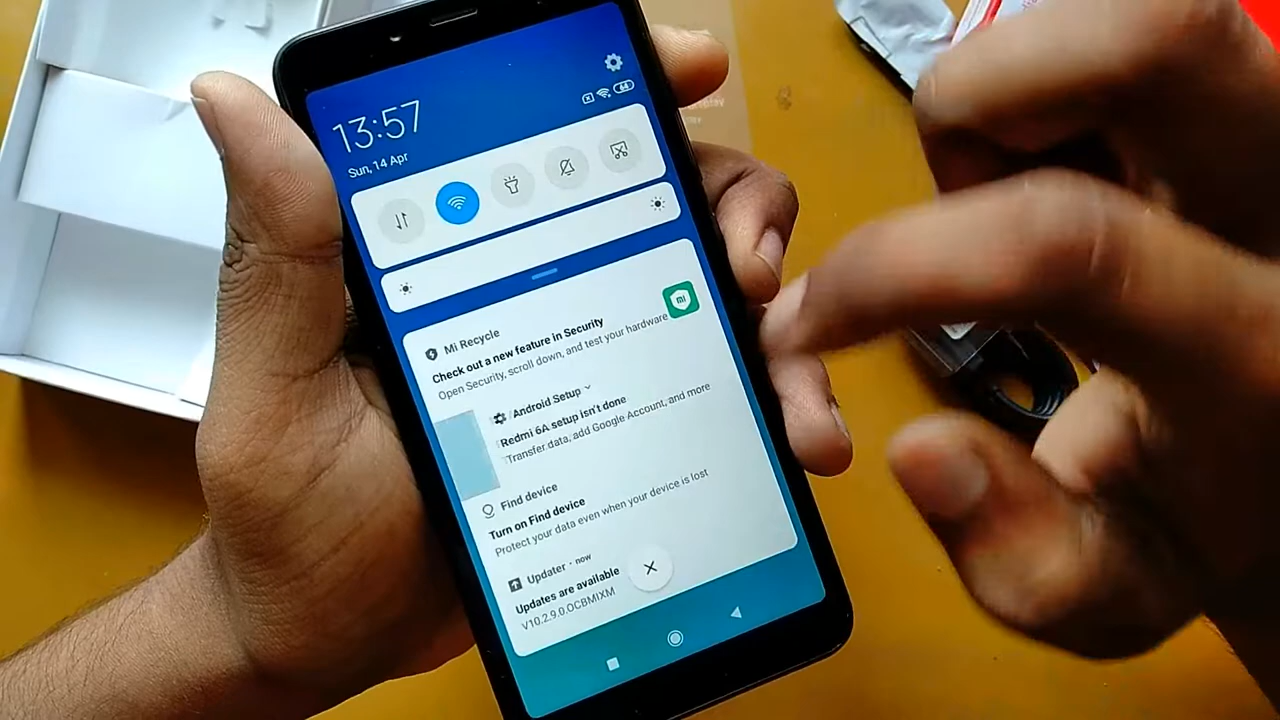 64
13:57
Sun, 14 Apr
Mi Recycle
Check out a new feature in Security
Open Security, scroll down, and test your hardware
mi
Android Setup
Redmi 6A setup isn't done
Transfer data, add Google Account, and more
Find device
Turn on Find device
Protect your data even when your device is lost
Updater · now
Updates are available
V10.2.9.0.OCBMIXM